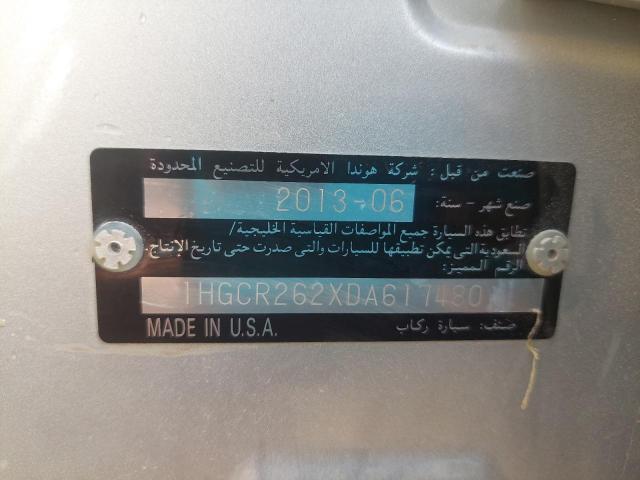 صنعت من قبل: شركة هوندا الامريكية للتصنيع المحدودة
صنع شهر - سنة: 2013-06
تطابق هذه السيارة جميع المواصفات القياسية الخليجية/
السعودية التي يمكن تطبيقها للسيارات والتي صدرت حتى تاريخ الإنتاج.
الرقم المميز:
1HGCR262XDA617480
صنف: سيارة ركاب MADE IN U.S.A.